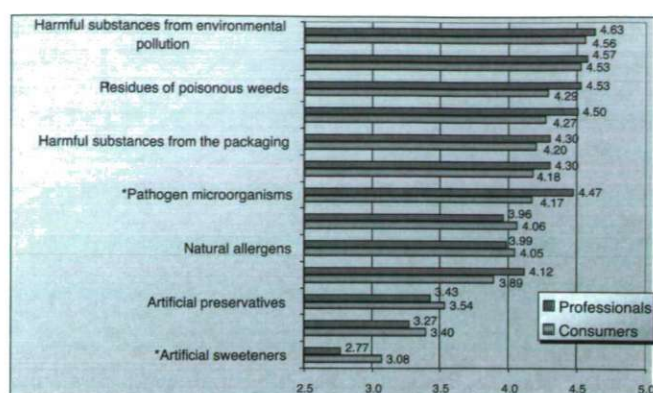 Harmful substances from environmental
pollution
4.63
4.56
4.57
4.53
Residues of poisonous weeds
4.53
4.29
4.50
4.27
Harmful substances from the packaging
4.30
4.20
4.30
4.18
*Pathogen microorganisms
4.47
4.17
3.96
4.06
Natural allergens
3.99
4.05
4.12
3.89
Artificial preservatives
3.43
3.54
3.27
3.40
*Artificial sweeteners
2.77
3.08
Professionals
Consumers
2.5 3.0 3.5 4.0 4.5 5.0